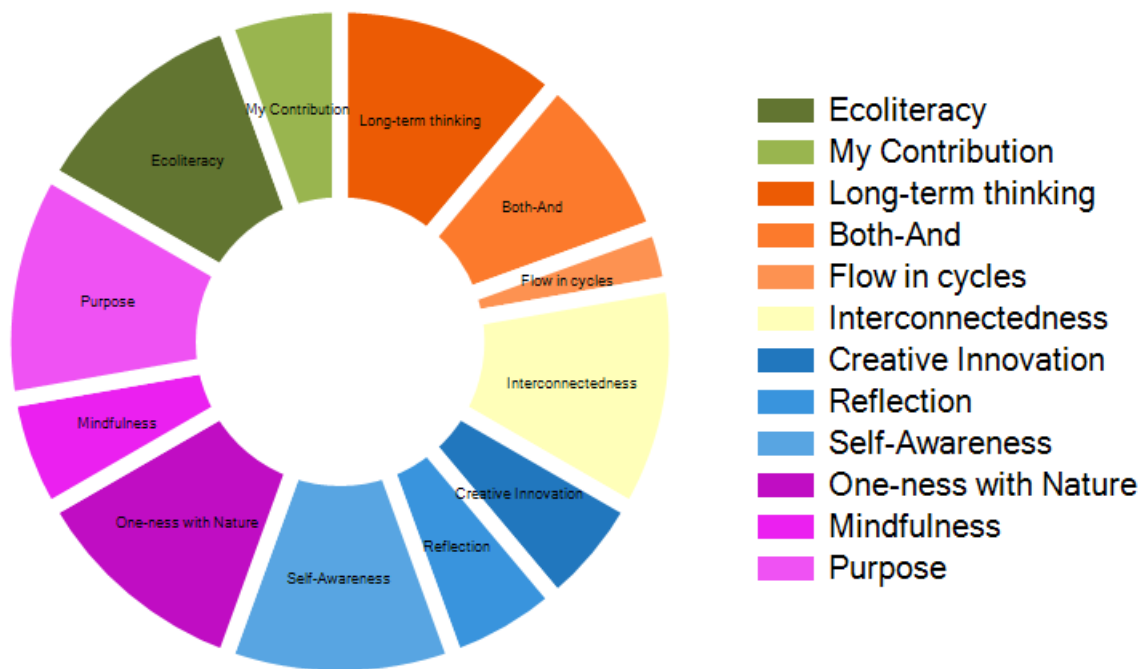 My Contribution
Long-term thinking
Ecoliteracy
Both-And
Flow in cycles
Purpose
Interconnectedness
Mindfulness
Creative Innovation
One-ness with Nature
Reflection
Self-Awareness
Ecoliteracy
My Contribution
Long-term thinking
Both-And
Flow in cycles
Interconnectedness
Creative Innovation
Reflection
Self-Awareness
One-ness with Nature
Mindfulness
Purpose